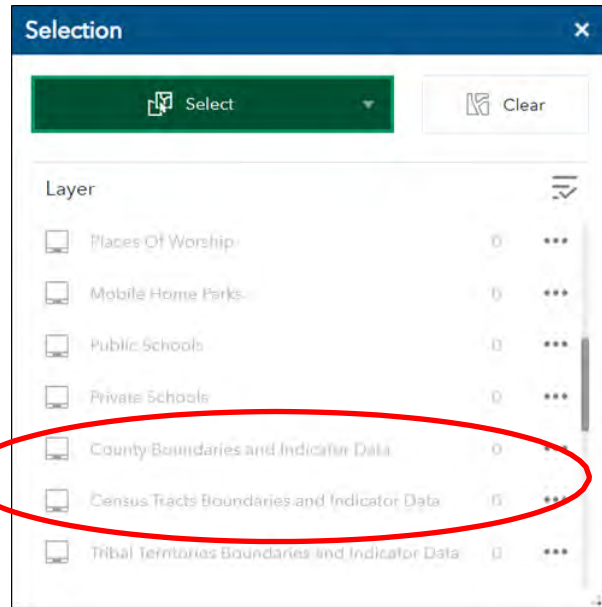 Selection
Select Clear
Layer
Places Of Worship 0
Mobile Home Parks 0
Public Schools 0
Private Schools 0
County Boundaries and Indicator Data 0
Census Tracts Boundaries and Indicator Data 0
Tribal Territories Boundaries and Indicator Data 0